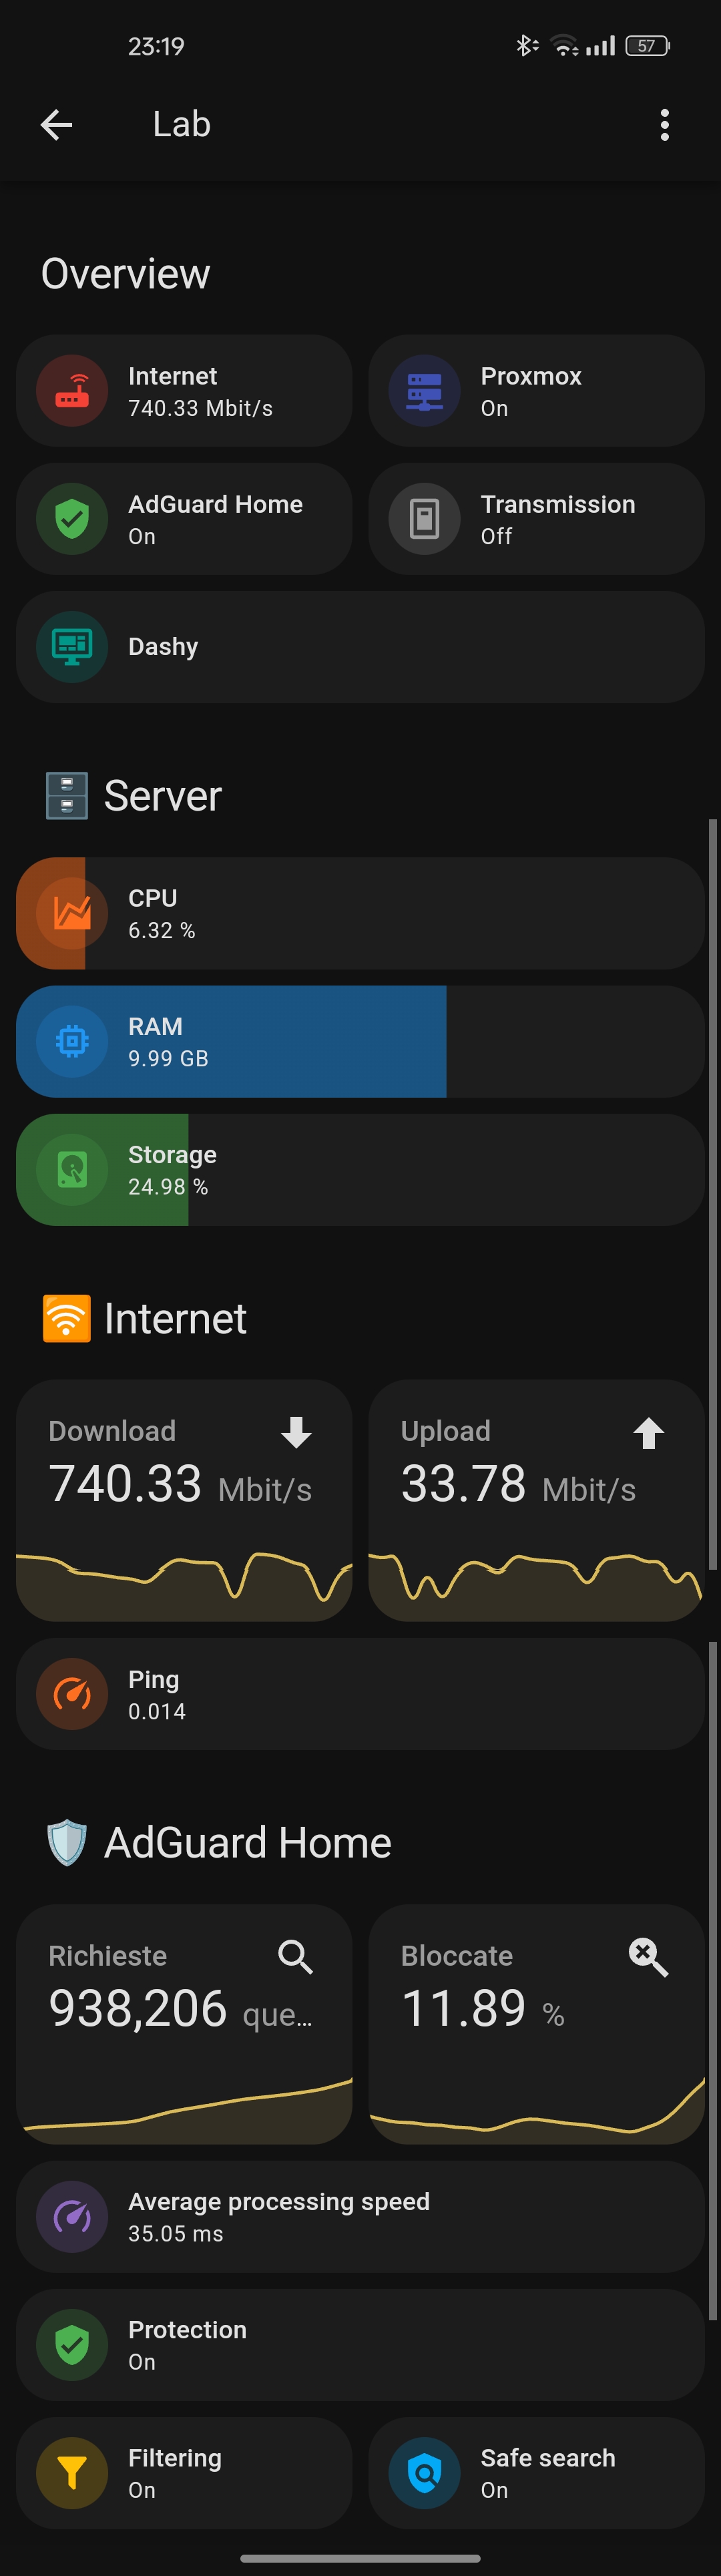 23:19
57
Lab
Overview
Internet
740.33 Mbit/s
Proxmox
On
AdGuard Home
On
Transmission
Off
Dashy
Server
CPU
6.32 %
RAM
9.99 GB
Storage
24.98 %
Internet
Download
740.33 Mbit/s
Upload
33.78 Mbit/s
Ping
0.014
AdGuard Home
Richieste
938,206 que...
Bloccate
11.89 %
Average processing speed
35.05 ms
Protection
On
Filtering
On
Safe search
On